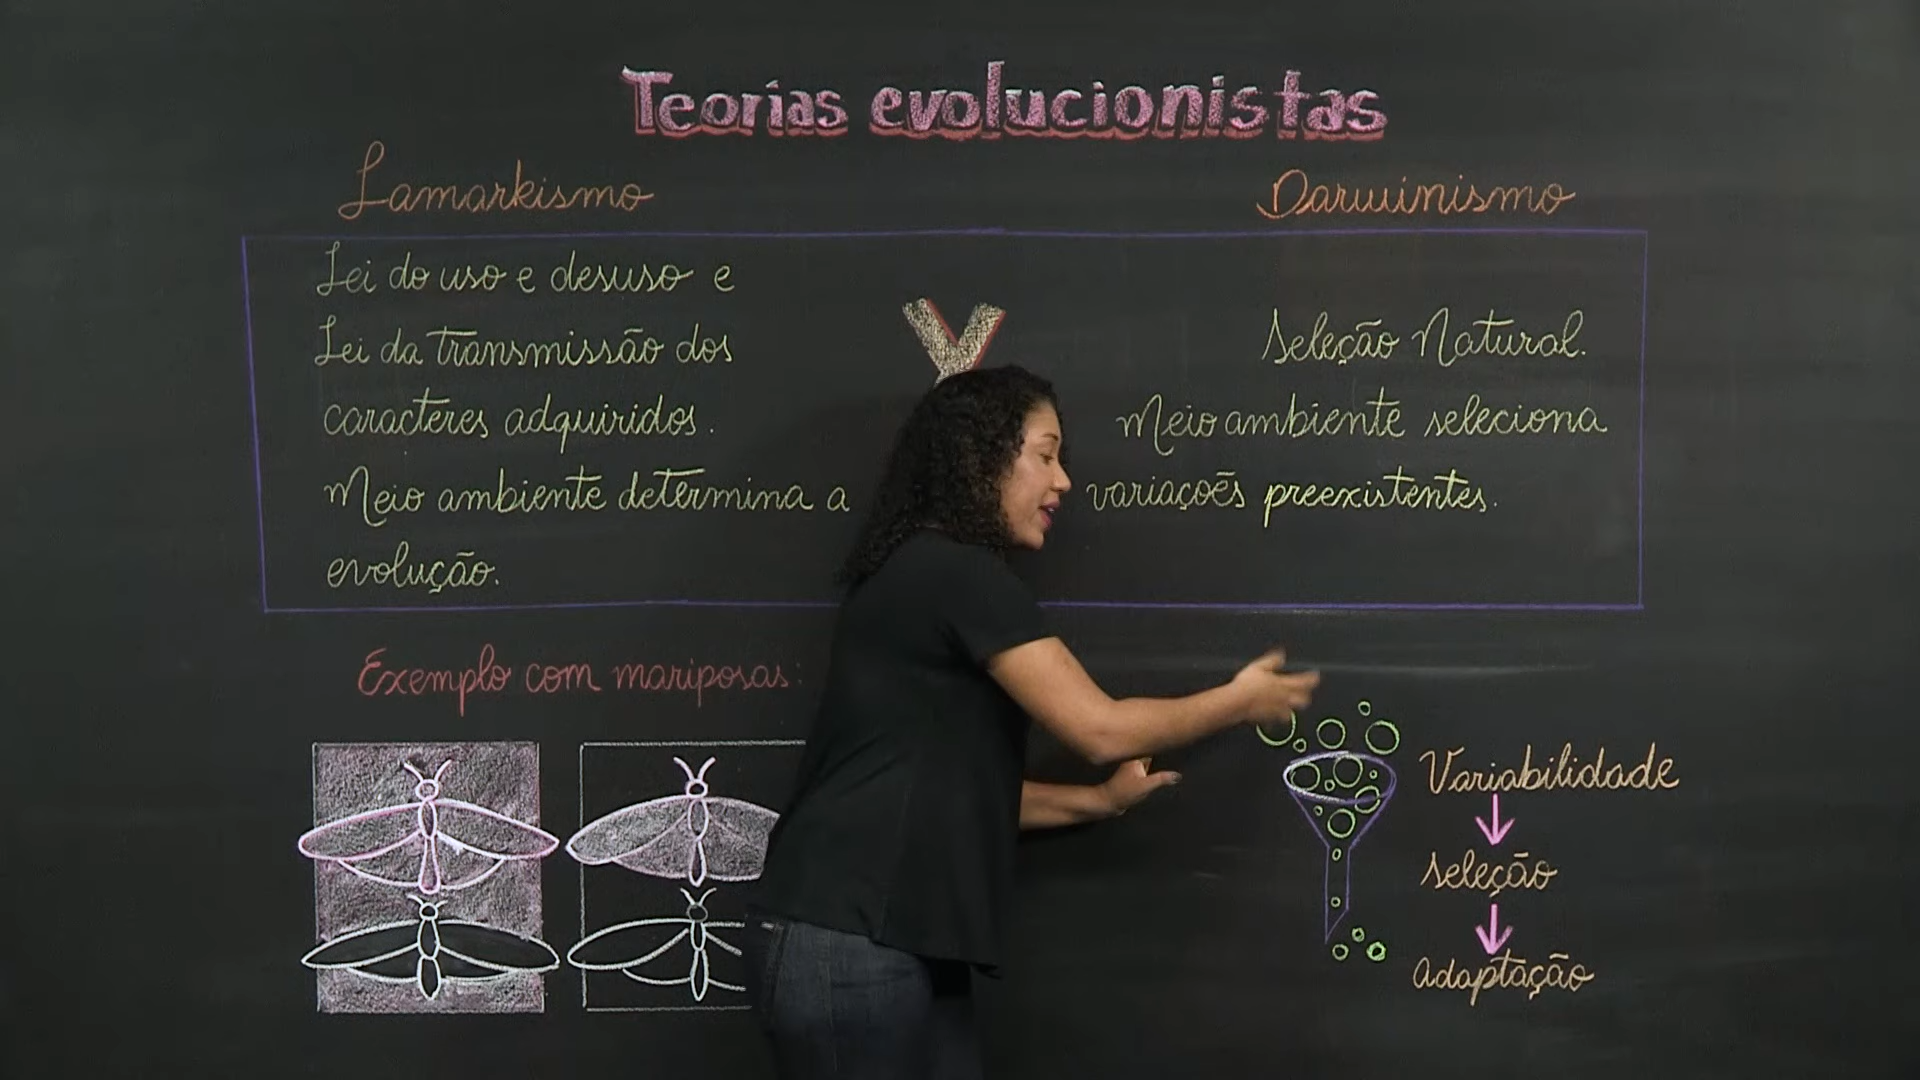 Teorias evolucionistas
Lamarkismo
Darwinismo
Lei do uso e desuso e
Lei da transmissão dos
caracteres adquiridos.
Meio ambiente determina a
evolução.
Seleção Natural.
Meio ambiente seleciona
variações preexistentes.
Exemplo com mariposas:
Variabilidade
Seleção
Adaptação